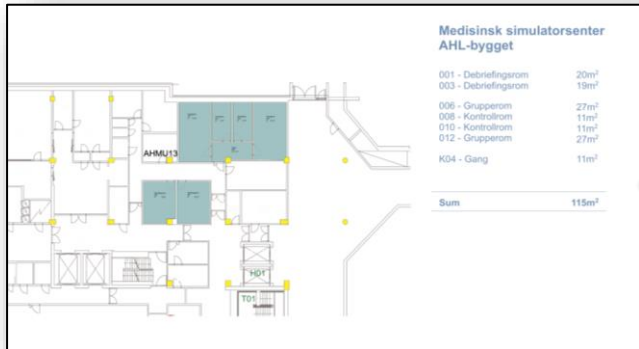 Medisinsk simulatorsenter
AHL-bygget
001 - Debriefingsrom 20m²
003 - Debriefingsrom 19m²
006 - Grupperom 27m²
008 - Kontrollrom 11m²
010 - Kontrollrom 11m²
012 - Grupperom 27m²
K04 - Gang 11m²
Sum 115m²
AHMU13
HD1
T01